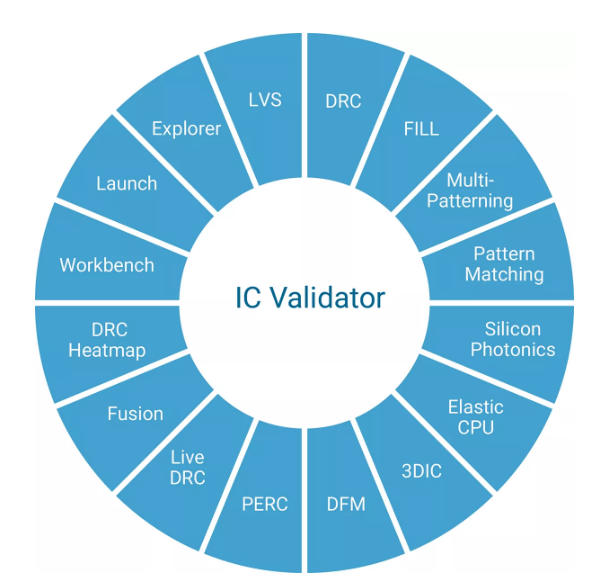 LVS
DRC
FILL
Multi-
Patterning
Pattern
Matching
Silicon
Photonics
Elastic
CPU
3DIC
DFM
PERC
Live
DRC
Fusion
DRC
Heatmap
Workbench
Launch
Explorer
IC Validator